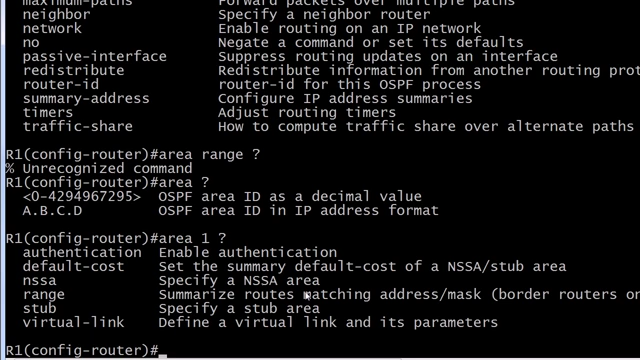 maximum-paths Forward packets over multiple paths
neighbor Specify a neighbor router
network Enable routing on an IP network
no Negate a command or set its defaults
passive-interface Suppress routing updates on an interface
redistribute Redistribute information from another routing prot
router-id router-id for this OSPF process
summary-address Configure IP address summaries
timers Adjust routing timers
traffic-share How to compute traffic share over alternate paths
R1(config-router)#area range ?
% Unrecognized command
R1(config-router)#area ?
<0-4294967295> OSPF area ID as a decimal value
A.B.C.D OSPF area ID in IP address format
R1(config-router)#area 1 ?
authentication Enable authentication
default-cost Set the summary default-cost of a NSSA/stub area
nssa Specify a NSSA area
range Summarize routes matching address/mask (border routers on
stub Specify a stub area
virtual-link Define a virtual link and its parameters
R1(config-router)#